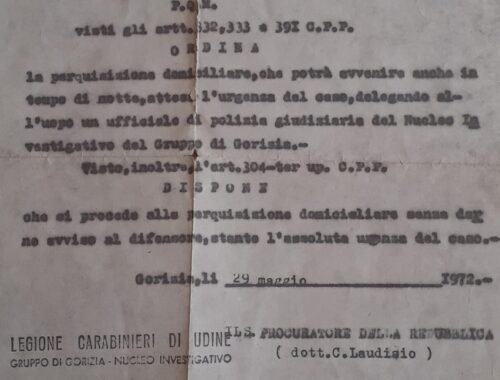 P.Q.M.
visti gli artt.332,333 e 391 C.P.P.
O R D I N A
la perquisizione domiciliare,che potrà avvenire anche in
tempo di notte,attesa l'urgenza del caso,delegando al-
l'uopo un ufficiale di polizia giudiziaria del Nucleo In
vestigativo del Gruppo di Gorizia.-
Visto,inoltre,l'art.304-ter up. C.P.P.
D I S P O N E
che si proceda alla perquisizione domicialiare senza dar
ne avviso al difensore,stante l'assoluta urgenza del caso.-
Gorizia,li 29 maggio 1972.-
LEGIONE CARABINIERI DI UDINE
GRUPPO DI GORIZIA - NUCLEO INVESTIGATIVO
IL S. PROCURATORE DELLA REPUBBLICA
( dott.C.Laudisio )